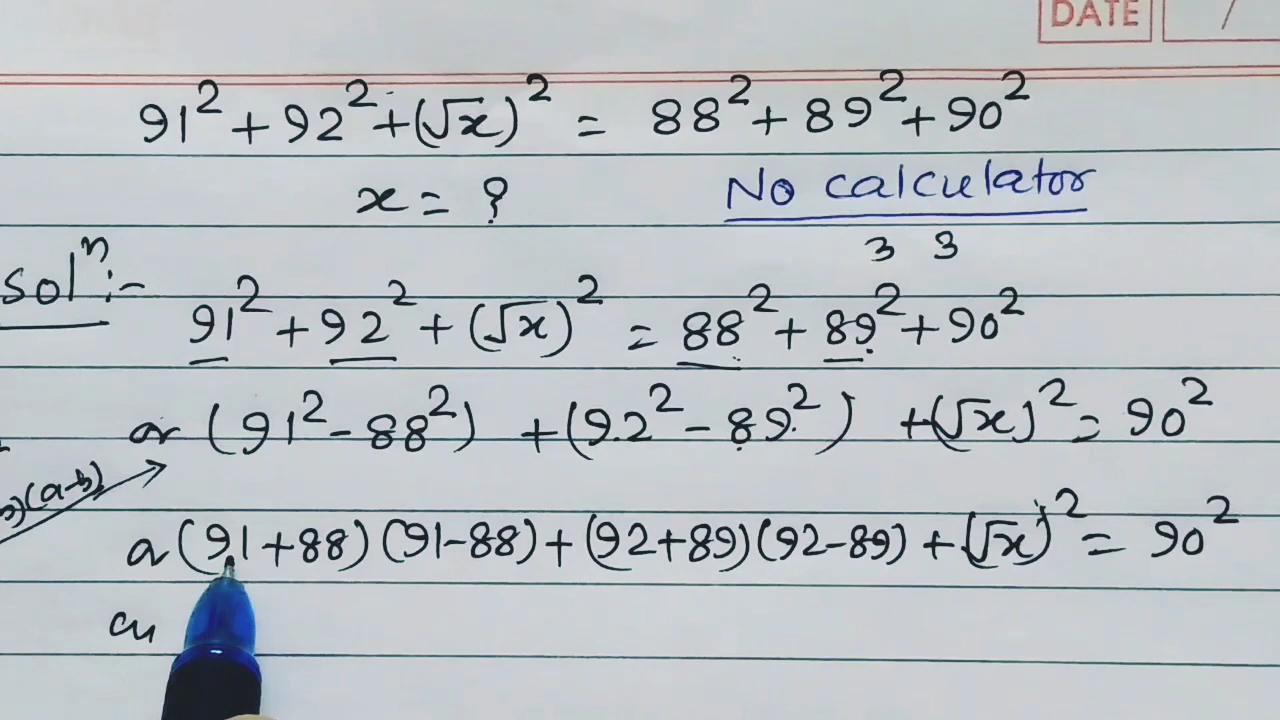 DATE /
91² + 92² + (√x)² = 88² + 89² + 90²
x = ?
No calculator
3 3
solⁿ :-
91² + 92² + (√x)² = 88² + 89² + 90²
or (91² - 88²) + (92² - 89²) + (√x)² = 90²
)(a-b)
(91+88)(91-88) + (92+89)(92-89) + (√x)² = 90²